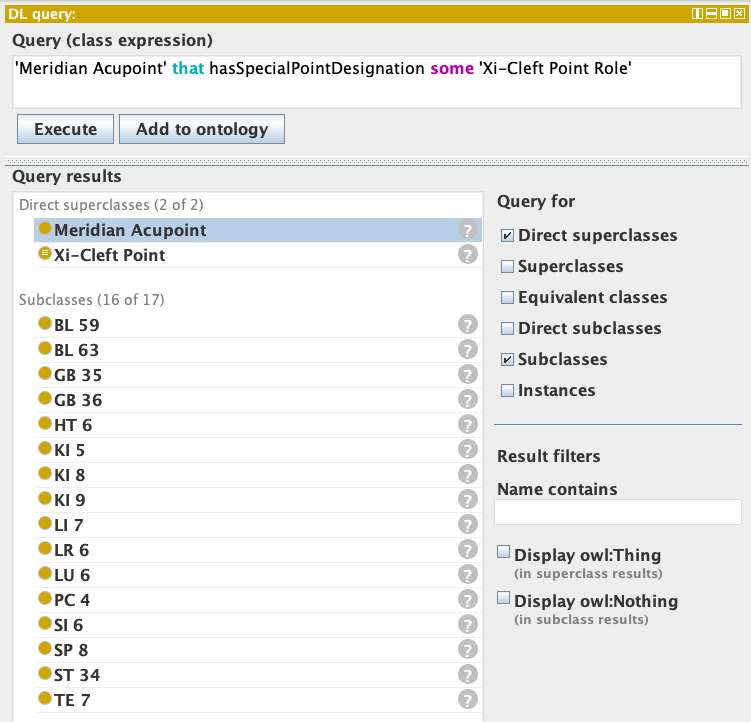 DL query:
Query (class expression)
'Meridian Acupoint' that hasSpecialPointDesignation some 'Xi-Cleft Point Role'
Execute
Add to ontology
Query results
Direct superclasses (2 of 2)
Meridian Acupoint ?
Xi-Cleft Point ?
Subclasses (16 of 17)
BL 59 ?
BL 63 ?
GB 35 ?
GB 36 ?
HT 6 ?
KI 5 ?
KI 8 ?
KI 9 ?
LI 7 ?
LR 6 ?
LU 6 ?
PC 4 ?
SI 6 ?
SP 8 ?
ST 34 ?
TE 7 ?
Query for
Direct superclasses
Superclasses
Equivalent classes
Direct subclasses
Subclasses
Instances
Result filters
Name contains
Display owl:Thing
(in superclass results)
Display owl:Nothing
(in subclass results)